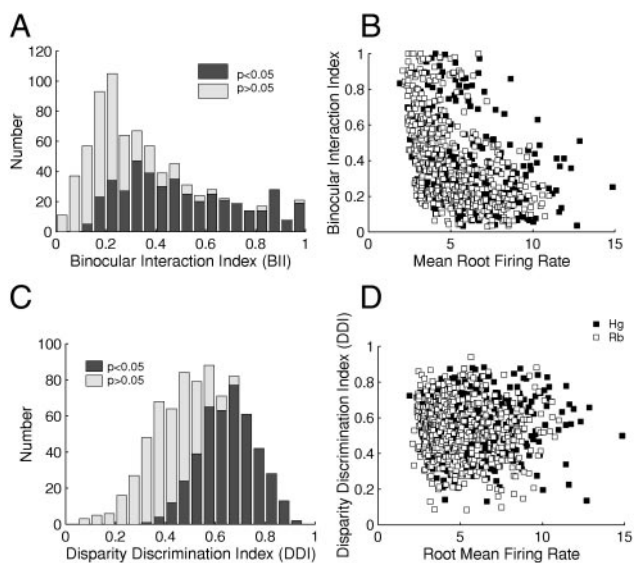 A
120
100
80
60
40
20
0
Number
p<0.05
p>0.05
0 0.2 0.4 0.6 0.8 1
Binocular Interaction Index (BII)
B
1
0.8
0.6
0.4
0.2
0
Binocular Interaction Index
0 5 10 15
Mean Root Firing Rate
C
100
80
60
40
20
0
Number
p<0.05
p>0.05
0 0.2 0.4 0.6 0.8 1
Disparity Discrimination Index (DDI)
D
Hg
Rb
1
0.8
0.6
0.4
0.2
0
Disparity Discrimination Index (DDI)
0 5 10 15
Root Mean Firing Rate